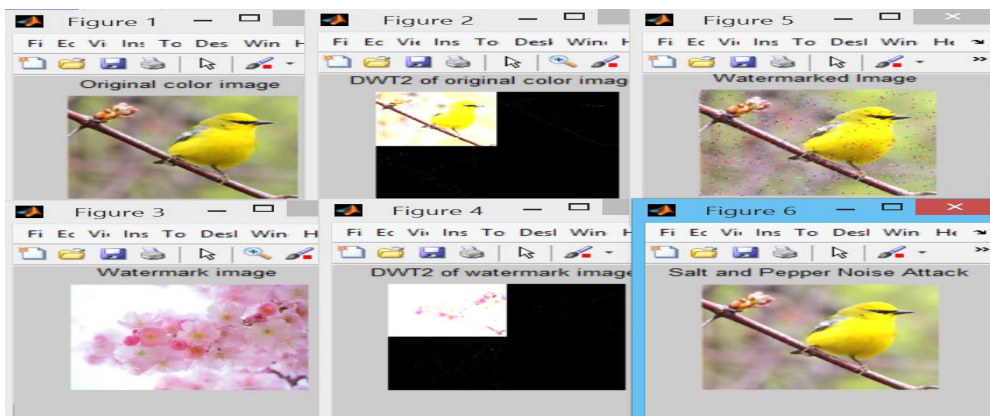 Figure 1
Fi Ec Vi Ins To Des Win H
Original color image
Figure 2
Fi Ec Vie Ins To Desl Win H
DWT2 of original color imag
Figure 5
Fi Ec Vi Ins To Desl Win He
Watermarked Image
Figure 3
Fi Ec Vi Ins To Desl Win H
Watermark image
Figure 4
Fi Ec Vi Ins To Desl Win H
DWT2 of watermark image
Figure 6
Fi Ec Vi Ins To Desl Win He
Salt and Pepper Noise Attack